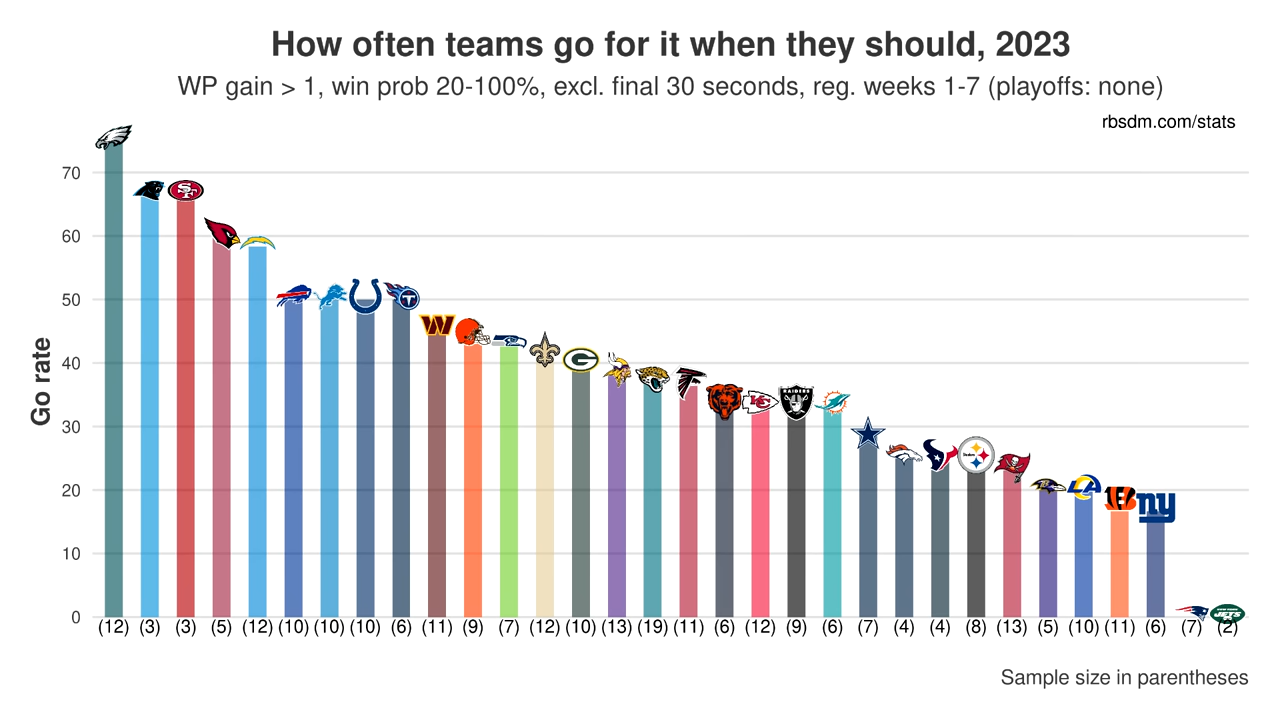 How often teams go for it when they should, 2023
WP gain > 1, win prob 20-100%, excl. final 30 seconds, reg. weeks 1-7 (playoffs: none)
rbsdm.com/stats
Go rate
70
60
50
40
30
20
10
0
(12) (3) (3) (5) (12) (10) (10) (10) (6) (11) (9) (7) (12) (10) (13) (19) (11) (6) (12) (9) (6) (7) (4) (4) (8) (13) (5) (10) (11) (6) (7) (2)
Sample size in parentheses